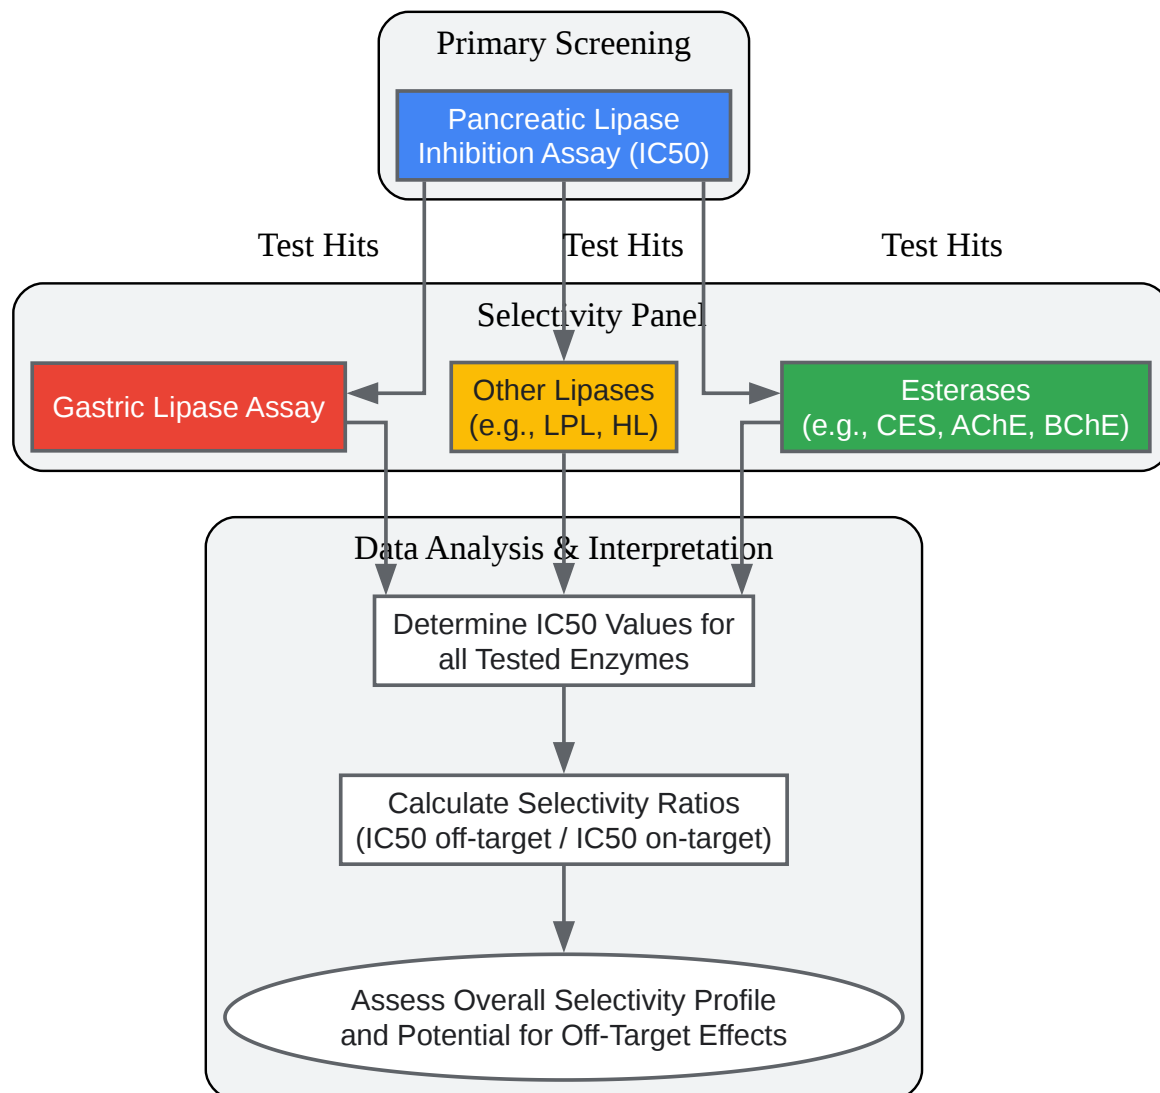 Primary Screening
Pancreatic Lipase
Inhibition Assay (IC50)
Test Hits
Test Hits
Test Hits
Selectivity Panel
Gastric Lipase Assay
Other Lipases
(e.g., LPL, HL)
Esterases
(e.g., CES, AChE, BChE)
Data Analysis & Interpretation
Determine IC50 Values for
all Tested Enzymes
Calculate Selectivity Ratios
(IC50 off-target / IC50 on-target)
Assess Overall Selectivity Profile
and Potential for Off-Target Effects